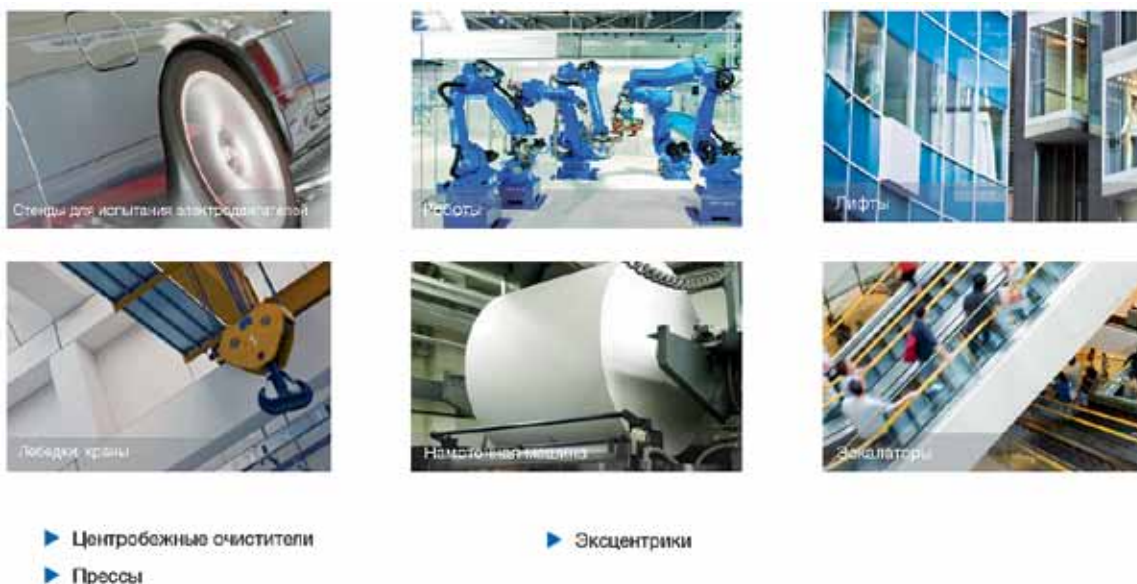 Стенды для испытания электродвигателей
Роботы
Лифты
Лебедки, краны
Намоточная машина
Эскалаторы
Центробежные очистители
Эксцентрики
Прессы